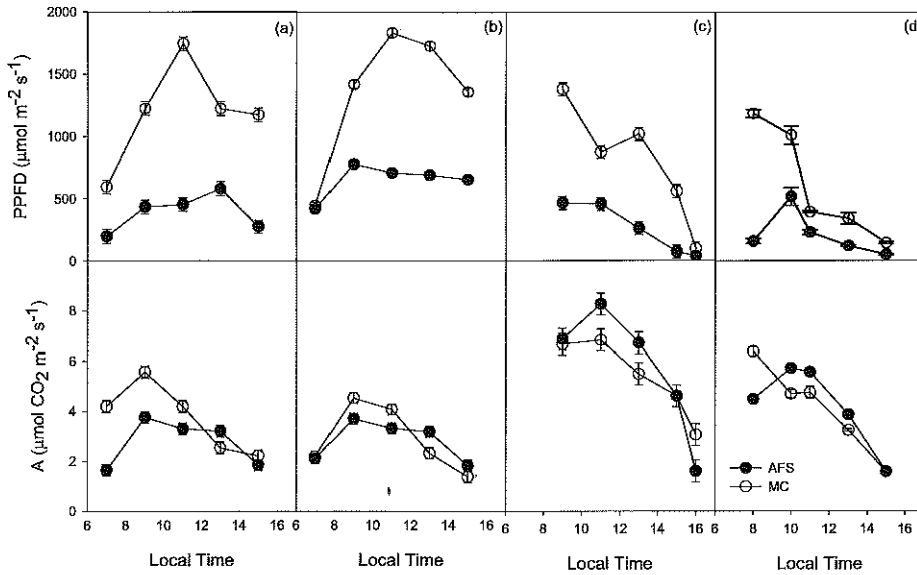 2000
1500
1000
500
0
PPFD (μmol m⁻² s⁻¹)
(a)
(b)
(c)
(d)
8
6
4
2
0
A (μmol CO₂ m⁻² s⁻¹)
AFS
MC
6 8 10 12 14 16
6 8 10 12 14 16
6 8 10 12 14 16
6 8 10 12 14 16
Local Time
Local Time
Local Time
Local Time